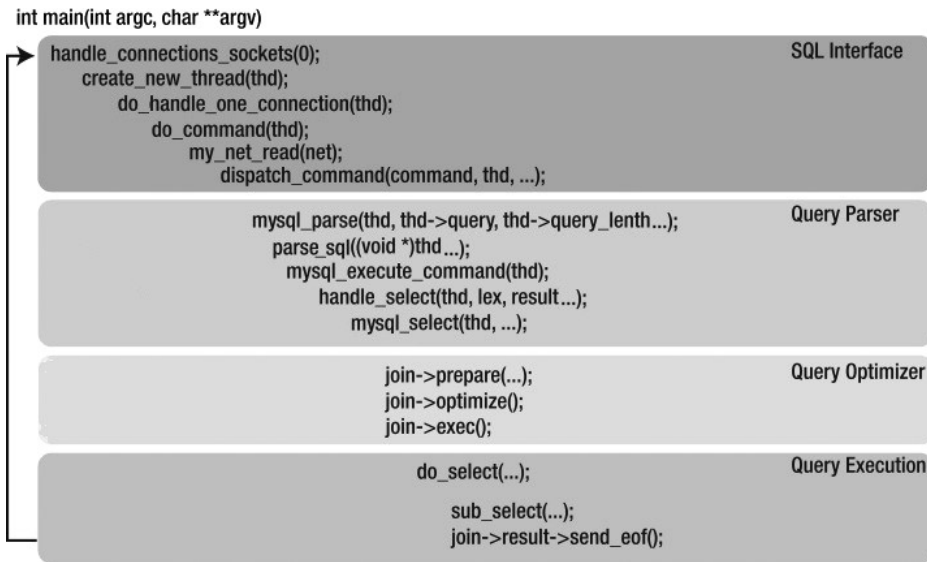 int main(int argc, char **argv)
handle_connections_sockets(0);
SQL Interface
create_new_thread(thd);
do_handle_one_connection(thd);
do_command(thd);
my_net_read(net);
dispatch_command(command, thd, ...);
mysql_parse(thd, thd->query, thd->query_lenth...);
Query Parser
parse_sql((void *)thd...);
mysql_execute_command(thd);
handle_select(thd, lex, result...);
mysql_select(thd, ...);
join->prepare(...);
Query Optimizer
join->optimize();
join->exec();
do_select(...);
Query Execution
sub_select(...);
join->result->send_eof();